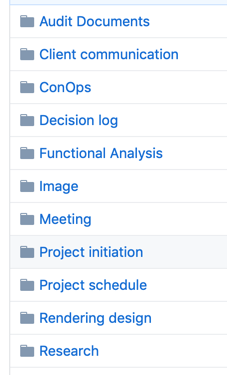 Audit Documents
Client communication
ConOps
Decision log
Functional Analysis
Image
Meeting
Project initiation
Project schedule
Rendering design
Research